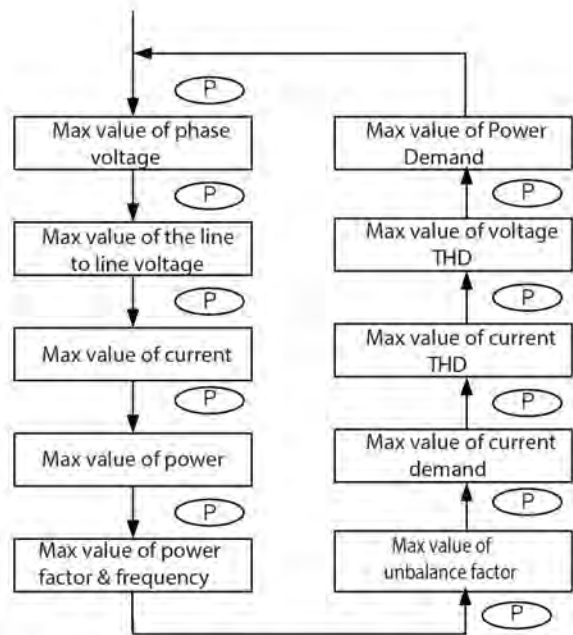 P
Max value of phase
voltage
P
Max value of the line
to line voltage
P
Max value of current
P
Max value of power
P
Max value of power
factor & frequency
P
Max value of
unbalance factor
P
Max value of current
demand
P
Max value of current
THD
P
Max value of voltage
THD
P
Max value of Power
Demand